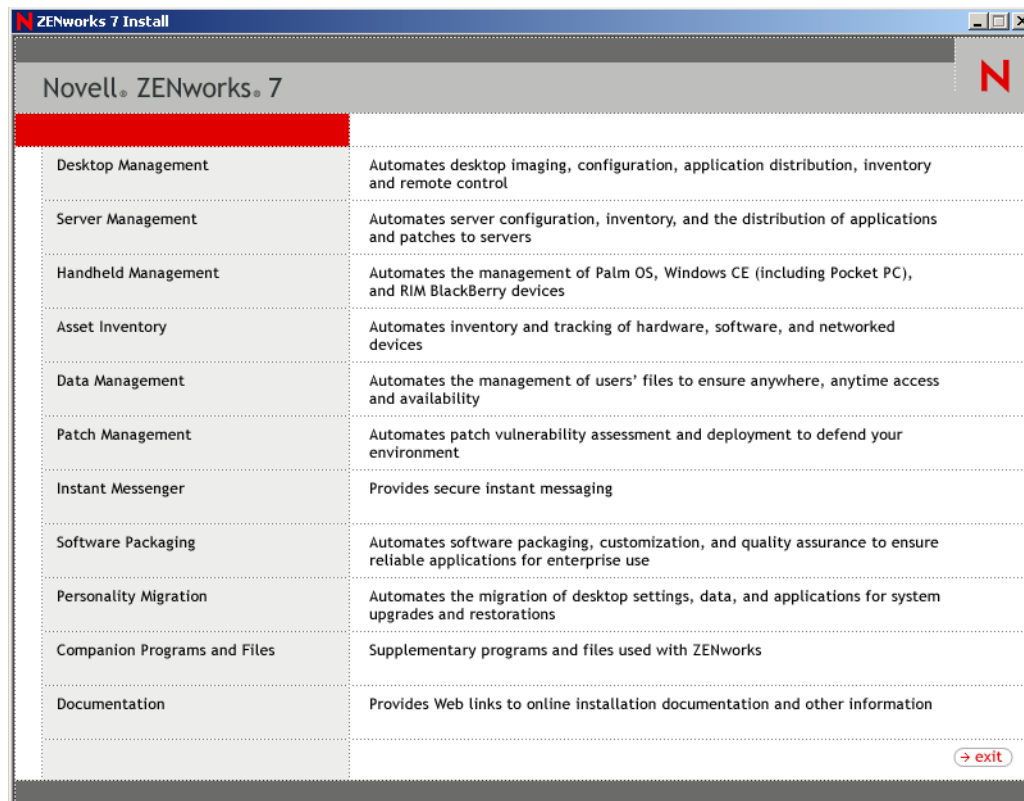 ZENworks 7 Install
N
Novell® ZENworks® 7
Desktop Management
Automates desktop imaging, configuration, application distribution, inventory
and remote control
Server Management
Automates server configuration, inventory, and the distribution of applications
and patches to servers
Handheld Management
Automates the management of Palm OS, Windows CE (including Pocket PC),
and RIM BlackBerry devices
Asset Inventory
Automates inventory and tracking of hardware, software, and networked
devices
Data Management
Automates the management of users’ files to ensure anywhere, anytime access
and availability
Patch Management
Automates patch vulnerability assessment and deployment to defend your
environment
Instant Messenger
Provides secure instant messaging
Software Packaging
Automates software packaging, customization, and quality assurance to ensure
reliable applications for enterprise use
Personality Migration
Automates the migration of desktop settings, data, and applications for system
upgrades and restorations
Companion Programs and Files
Supplementary programs and files used with ZENworks
Documentation
Provides Web links to online installation documentation and other information
exit